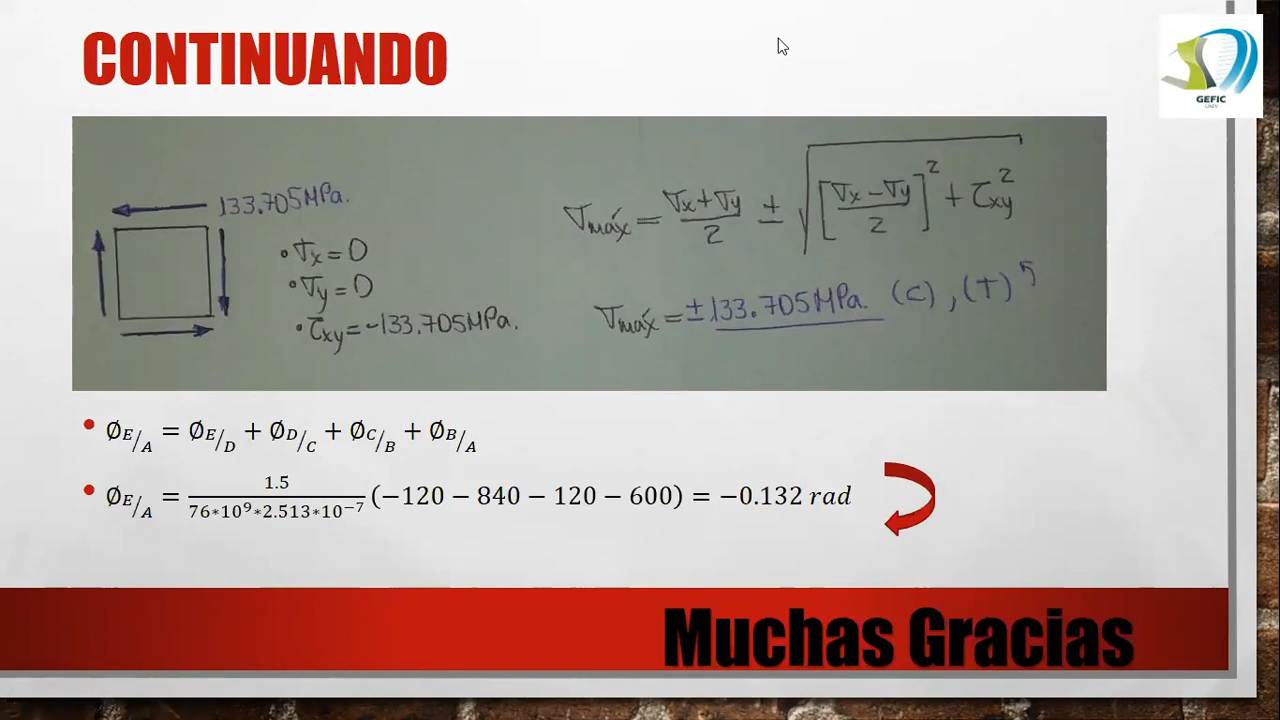 CONTINUANDO
GEFIC
UNIV
133.705MPa.
• σx = 0
• σy = 0
• τxy = -133.705MPa.
σmáx = (σx + σy)/2 ± √([(σx - σy)/2]² + τxy²)
σmáx = ±133.705MPa. (C), (T)
• ∅E/A = ∅E/D + ∅D/C + ∅C/B + ∅B/A
• ∅E/A = 1.5/(76∗10⁹∗2.513∗10⁻⁷) (−120 − 840 − 120 − 600) = −0.132 rad
Muchas Gracias